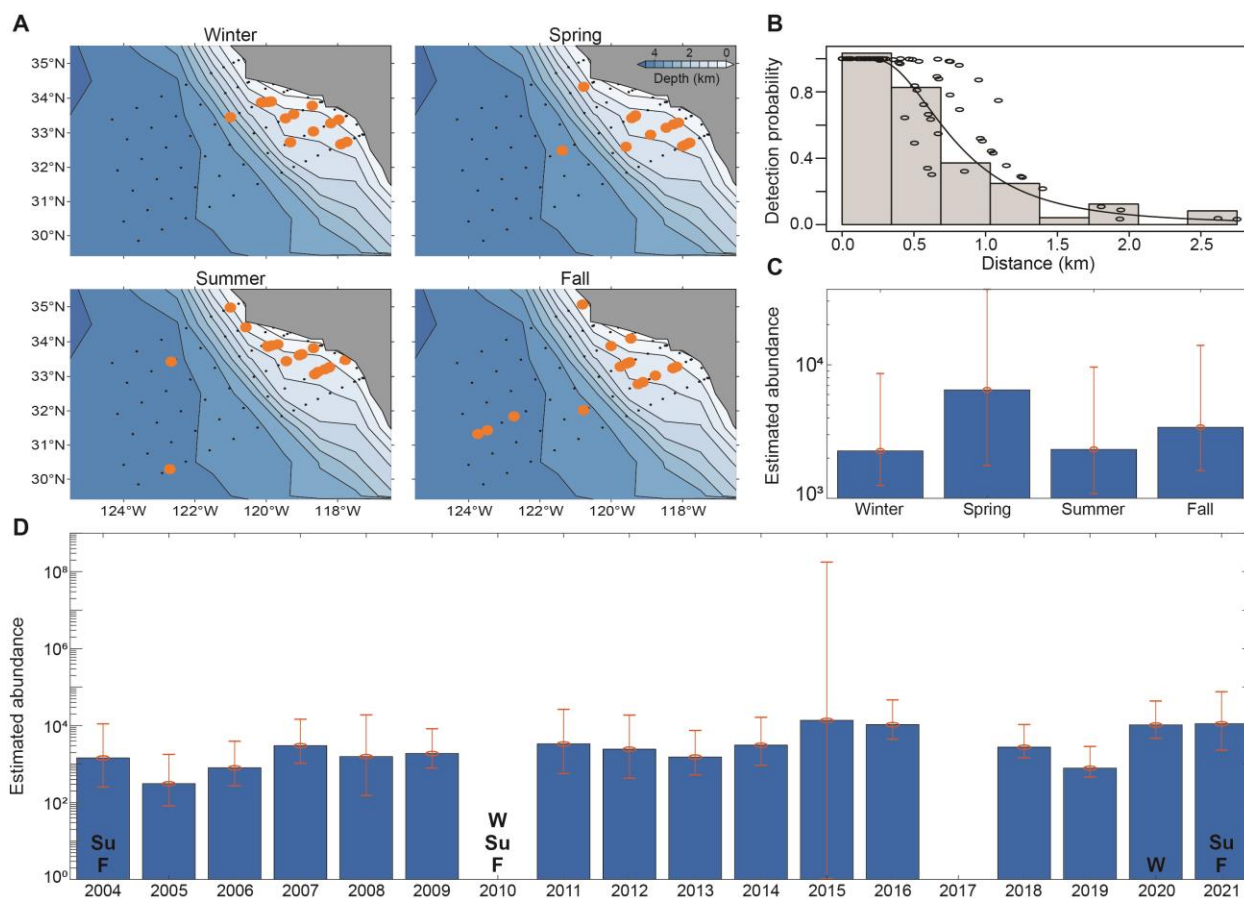 A
Winter
Spring
35°N
34°N
33°N
32°N
31°N
30°N
4 2 0
Depth (km)
Summer
Fall
35°N
34°N
33°N
32°N
31°N
30°N
124°W 122°W 120°W 118°W
124°W 122°W 120°W 118°W
B
Detection probability
0.8
0.4
0.0
0.0 0.5 1.0 1.5 2.0 2.5
Distance (km)
C
Estimated abundance
10⁴
10³
Winter Spring Summer Fall
D
Estimated abundance
10⁸
10⁶
10⁴
10²
10⁰
Su
F
W
Su
F
W
Su
F
2004 2005 2006 2007 2008 2009 2010 2011 2012 2013 2014 2015 2016 2017 2018 2019 2020 2021